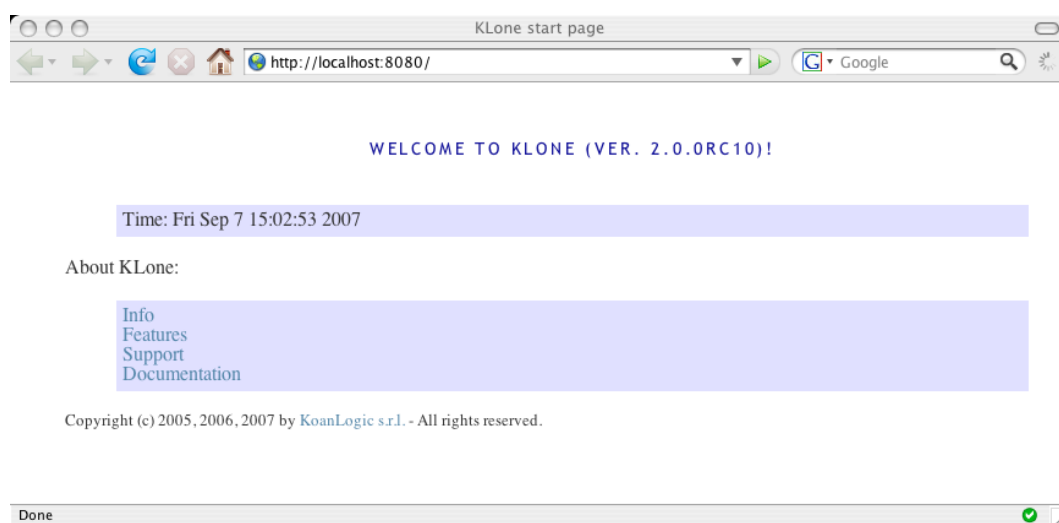 KLone start page
http://localhost:8080/
G Google
WELCOME TO KLONE (VER. 2.0.0RC10)!
Time: Fri Sep 7 15:02:53 2007
About KLone:
Info
Features
Support
Documentation
Copyright (c) 2005, 2006, 2007 by KoanLogic s.r.l. - All rights reserved.
Done